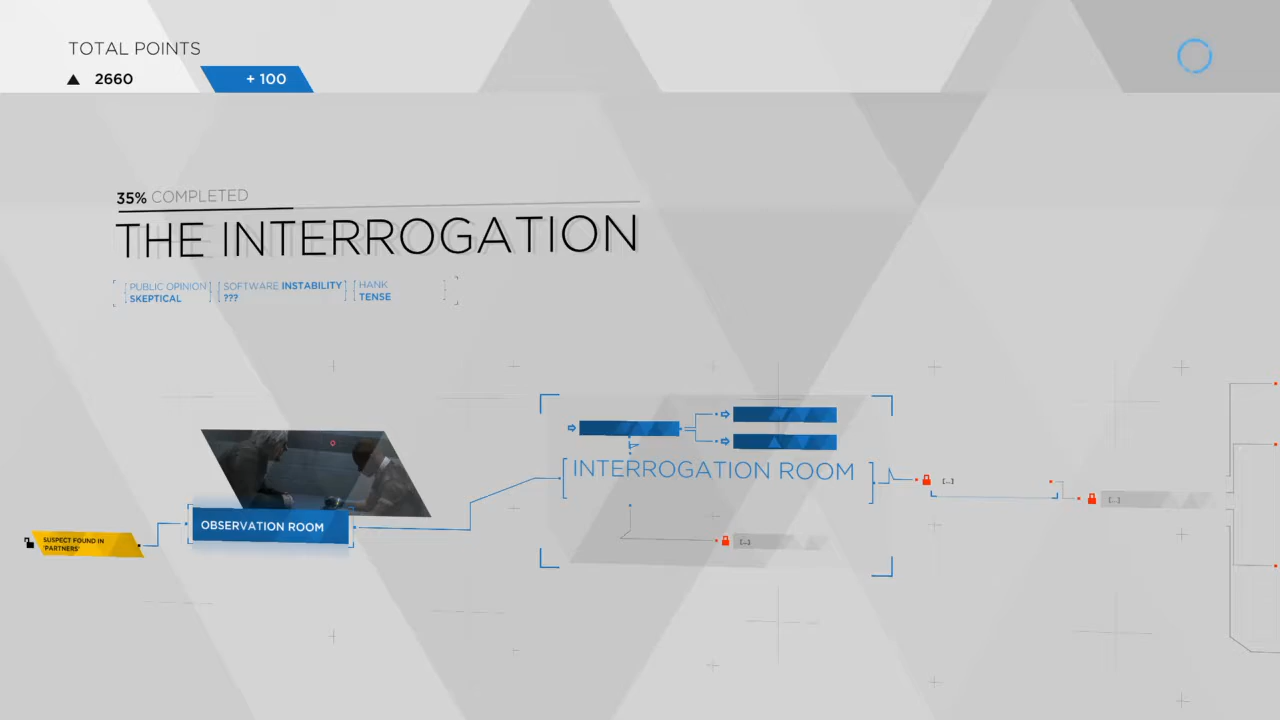 TOTAL POINTS
▲ 2660
+ 100
35% COMPLETED
THE INTERROGATION
PUBLIC OPINION
SKEPTICAL
SOFTWARE INSTABILITY
???
HANK
TENSE
INTERROGATION ROOM
[...]
[...]
OBSERVATION ROOM
SUSPECT FOUND IN
'PARTNERS'
[...]